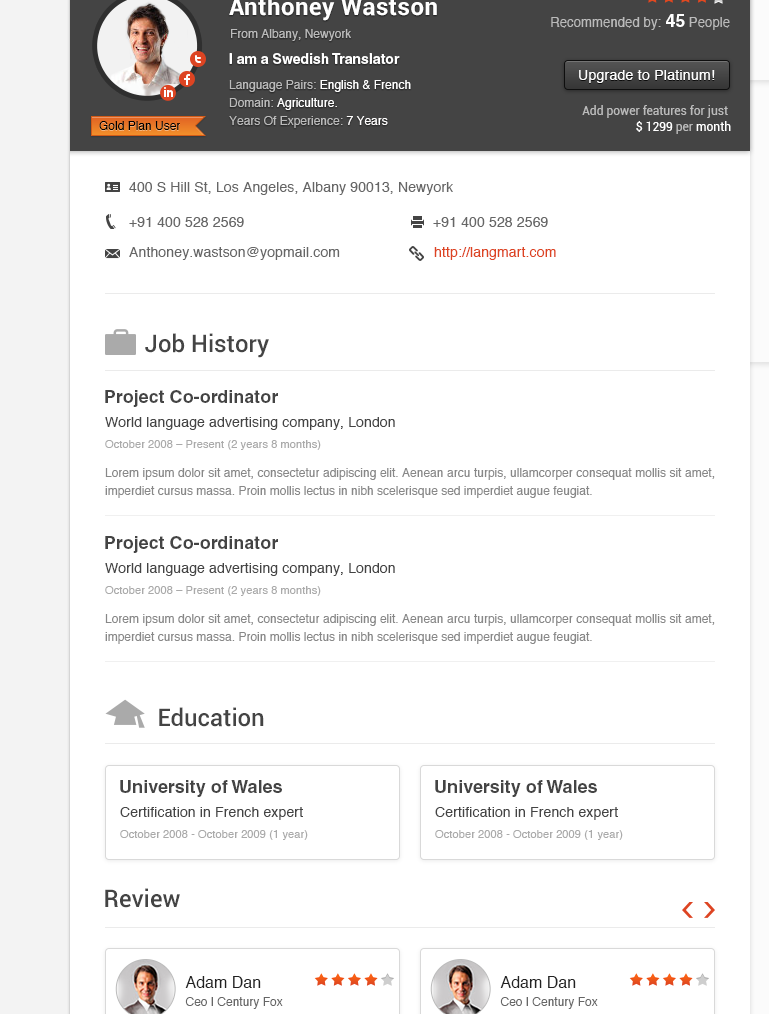 Anthoney Wastson
From Albany, Newyork
I am a Swedish Translator
Language Pairs: English & French
Domain: Agriculture.
Years Of Experience: 7 Years
Gold Plan User
Recommended by: 45 People
Upgrade to Platinum!
Add power features for just
$ 1299 per month
400 S Hill St, Los Angeles, Albany 90013, Newyork
+91 400 528 2569
+91 400 528 2569
Anthoney.wastson@yopmail.com
http://langmart.com
Job History
Project Co-ordinator
World language advertising company, London
October 2008 – Present (2 years 8 months)
Lorem ipsum dolor sit amet, consectetur adipiscing elit. Aenean arcu turpis, ullamcorper consequat mollis sit amet,
imperdiet cursus massa. Proin mollis lectus in nibh scelerisque sed imperdiet augue feugiat.
Project Co-ordinator
World language advertising company, London
October 2008 – Present (2 years 8 months)
Lorem ipsum dolor sit amet, consectetur adipiscing elit. Aenean arcu turpis, ullamcorper consequat mollis sit amet,
imperdiet cursus massa. Proin mollis lectus in nibh scelerisque sed imperdiet augue feugiat.
Education
University of Wales
Certification in French expert
October 2008 - October 2009 (1 year)
University of Wales
Certification in French expert
October 2008 - October 2009 (1 year)
Review
Adam Dan
Ceo I Century Fox
Adam Dan
Ceo I Century Fox